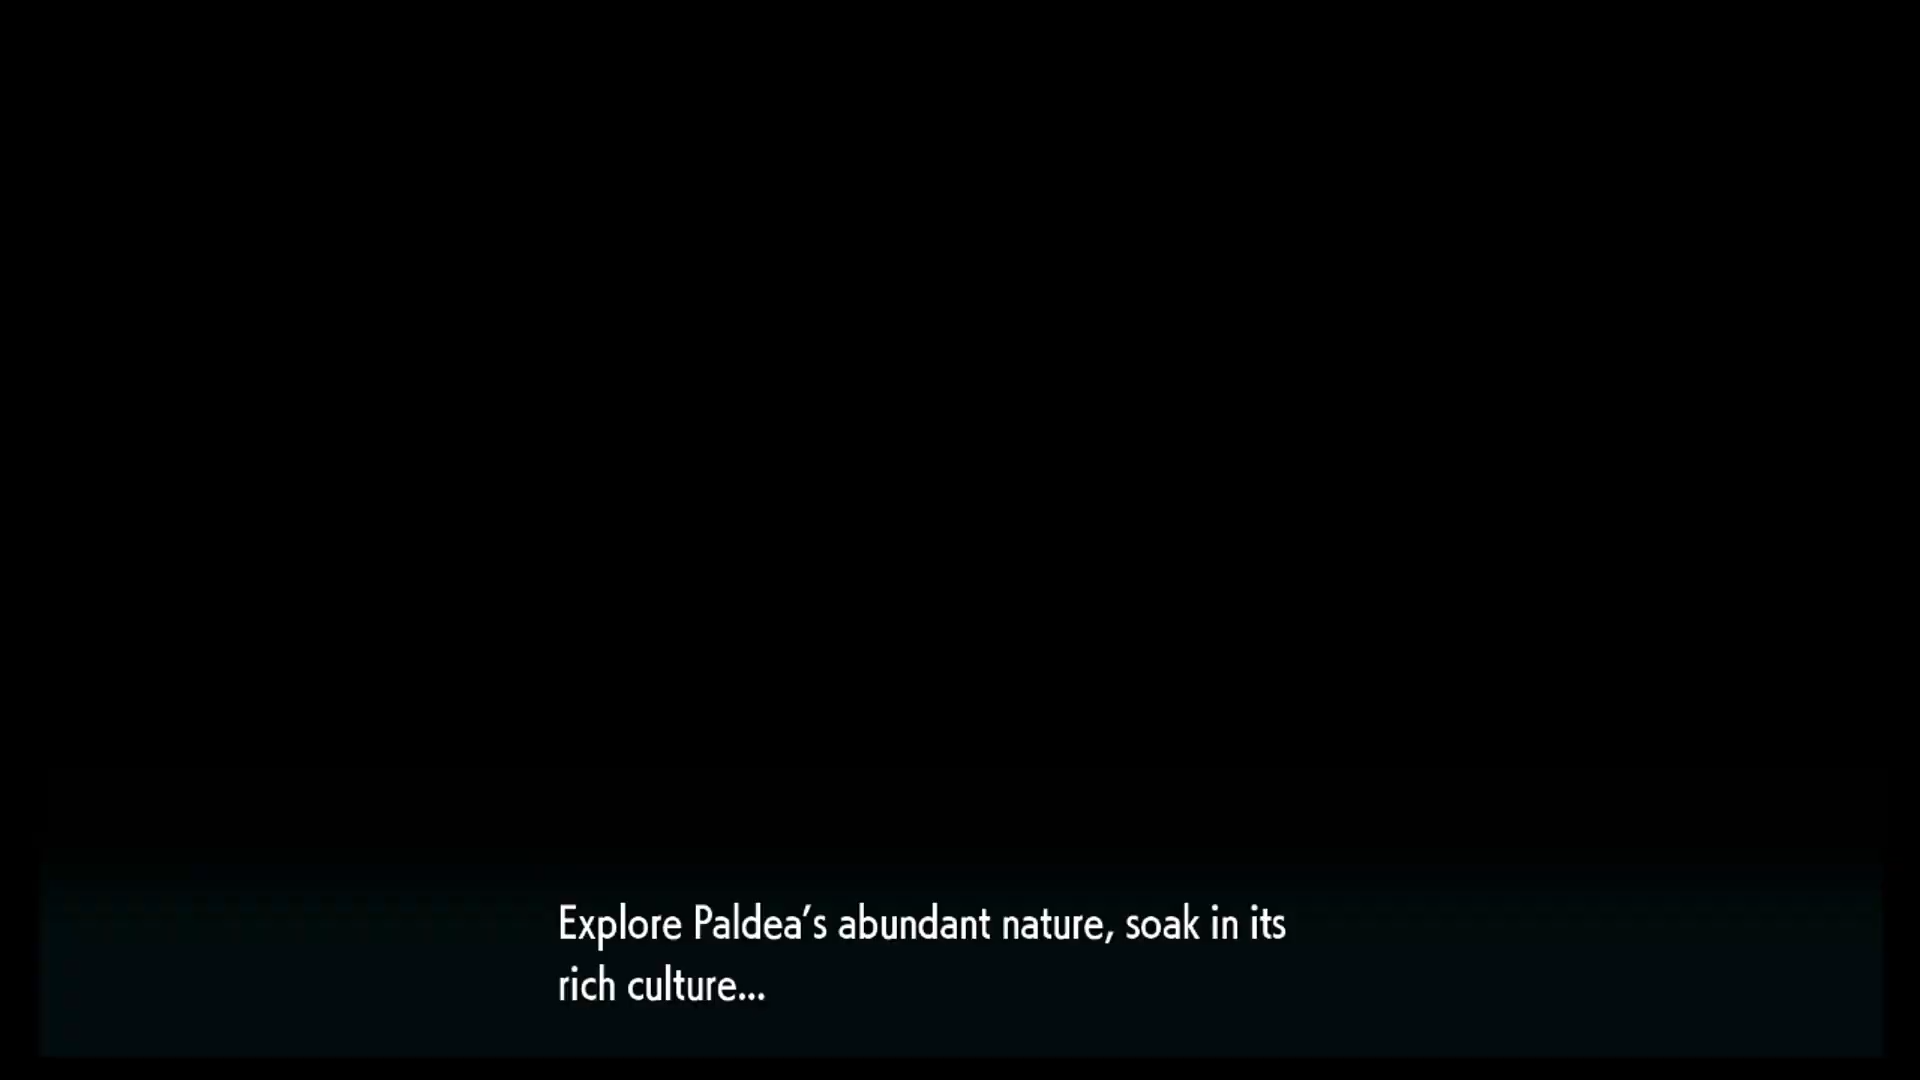 Explore Paldea’s abundant nature, soak in its
rich culture...